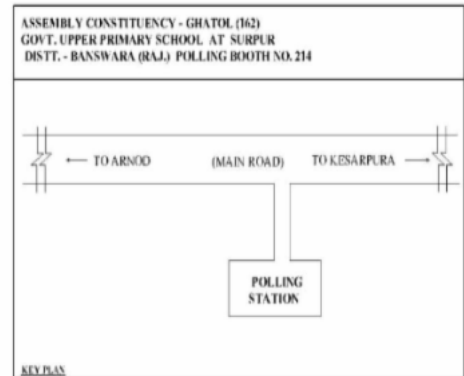 ASSEMBLY CONSTITUENCY - GHATOL (162)
GOVT. UPPER PRIMARY SCHOOL AT SURPUR
DISTT. - BANSWARA (RAJ.) POLLING BOOTH NO. 214
← TO ARNOD (MAIN ROAD) TO KESARPURA →
POLLING
STATION
KEY PLAN